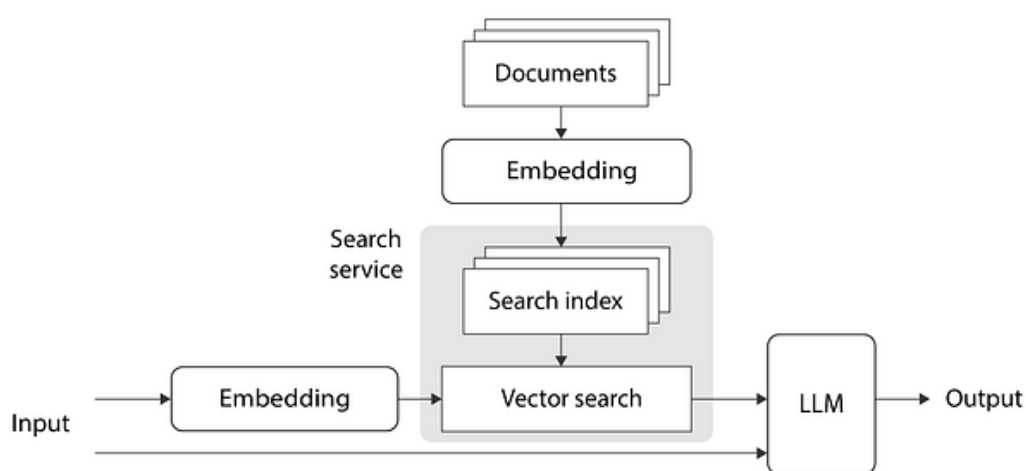 Documents
Embedding
Search
service
Search index
Embedding
Vector search
LLM
Output
Input